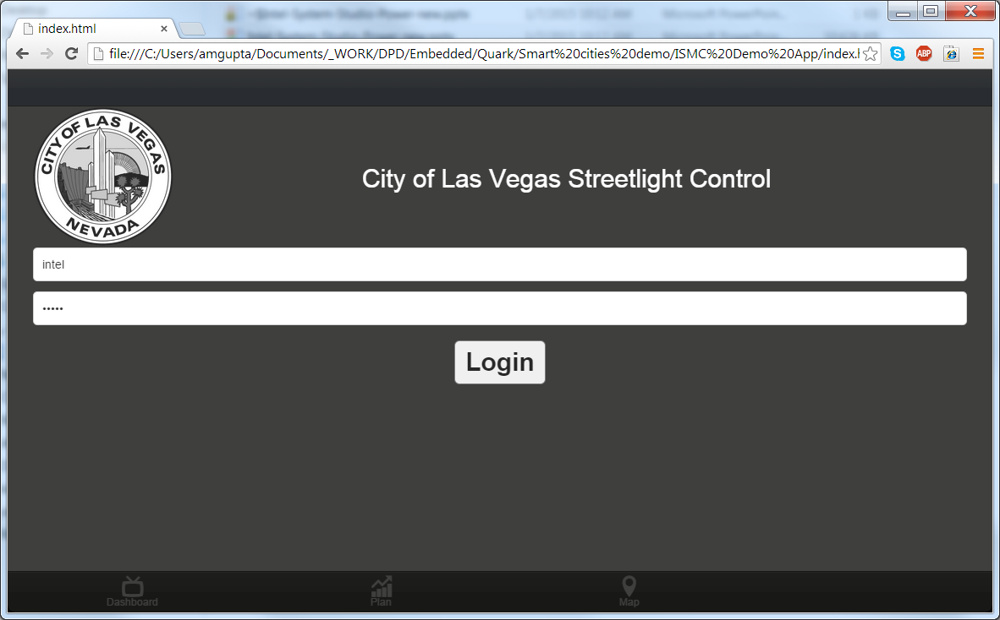 index.html
file:///C:/Users/amgupta/Documents/_WORK/DPD/Embedded/Quark/Smart%20cities%20demo/ISMC%20Demo%20App/index.h
ABP
CITY OF LAS VEGAS
NEVADA
City of Las Vegas Streetlight Control
intel
•••••
Login
Dashboard
Plan
Map